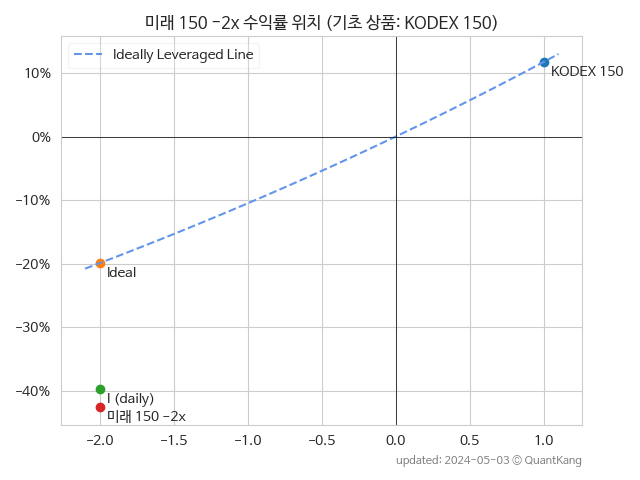 미래 150 -2x 수익률 위치 (기초 상품: KODEX 150)
Ideally Leveraged Line
10%
0%
-10%
-20%
-30%
-40%
KODEX 150
Ideal
I (daily)
미래 150 -2x
-2.0 -1.5 -1.0 -0.5 0.0 0.5 1.0
updated: 2024-05-03 © QuantKang